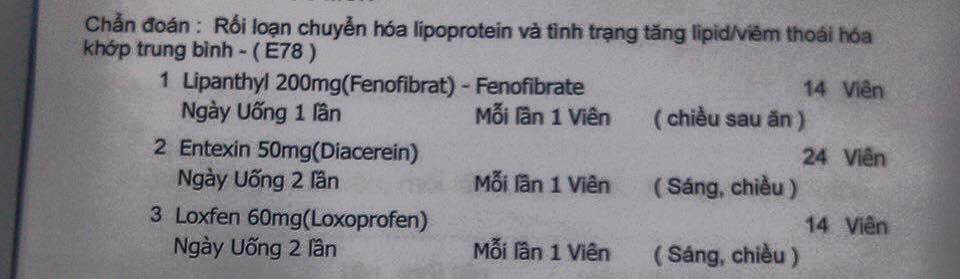 Chẩn đoán : Rối loạn chuyển hóa lipoprotein và tình trạng tăng lipid/viêm thoái hóa
khớp trung bình - ( E78 )
1 Lipanthyl 200mg(Fenofibrat) - Fenofibrate 14 Viên
Ngày Uống 1 lần Mỗi lần 1 Viên ( chiều sau ăn )
2 Entexin 50mg(Diacerein) 24 Viên
Ngày Uống 2 lần Mỗi lần 1 Viên ( Sáng, chiều )
3 Loxfen 60mg(Loxoprofen) 14 Viên
Ngày Uống 2 lần Mỗi lần 1 Viên ( Sáng, chiều )